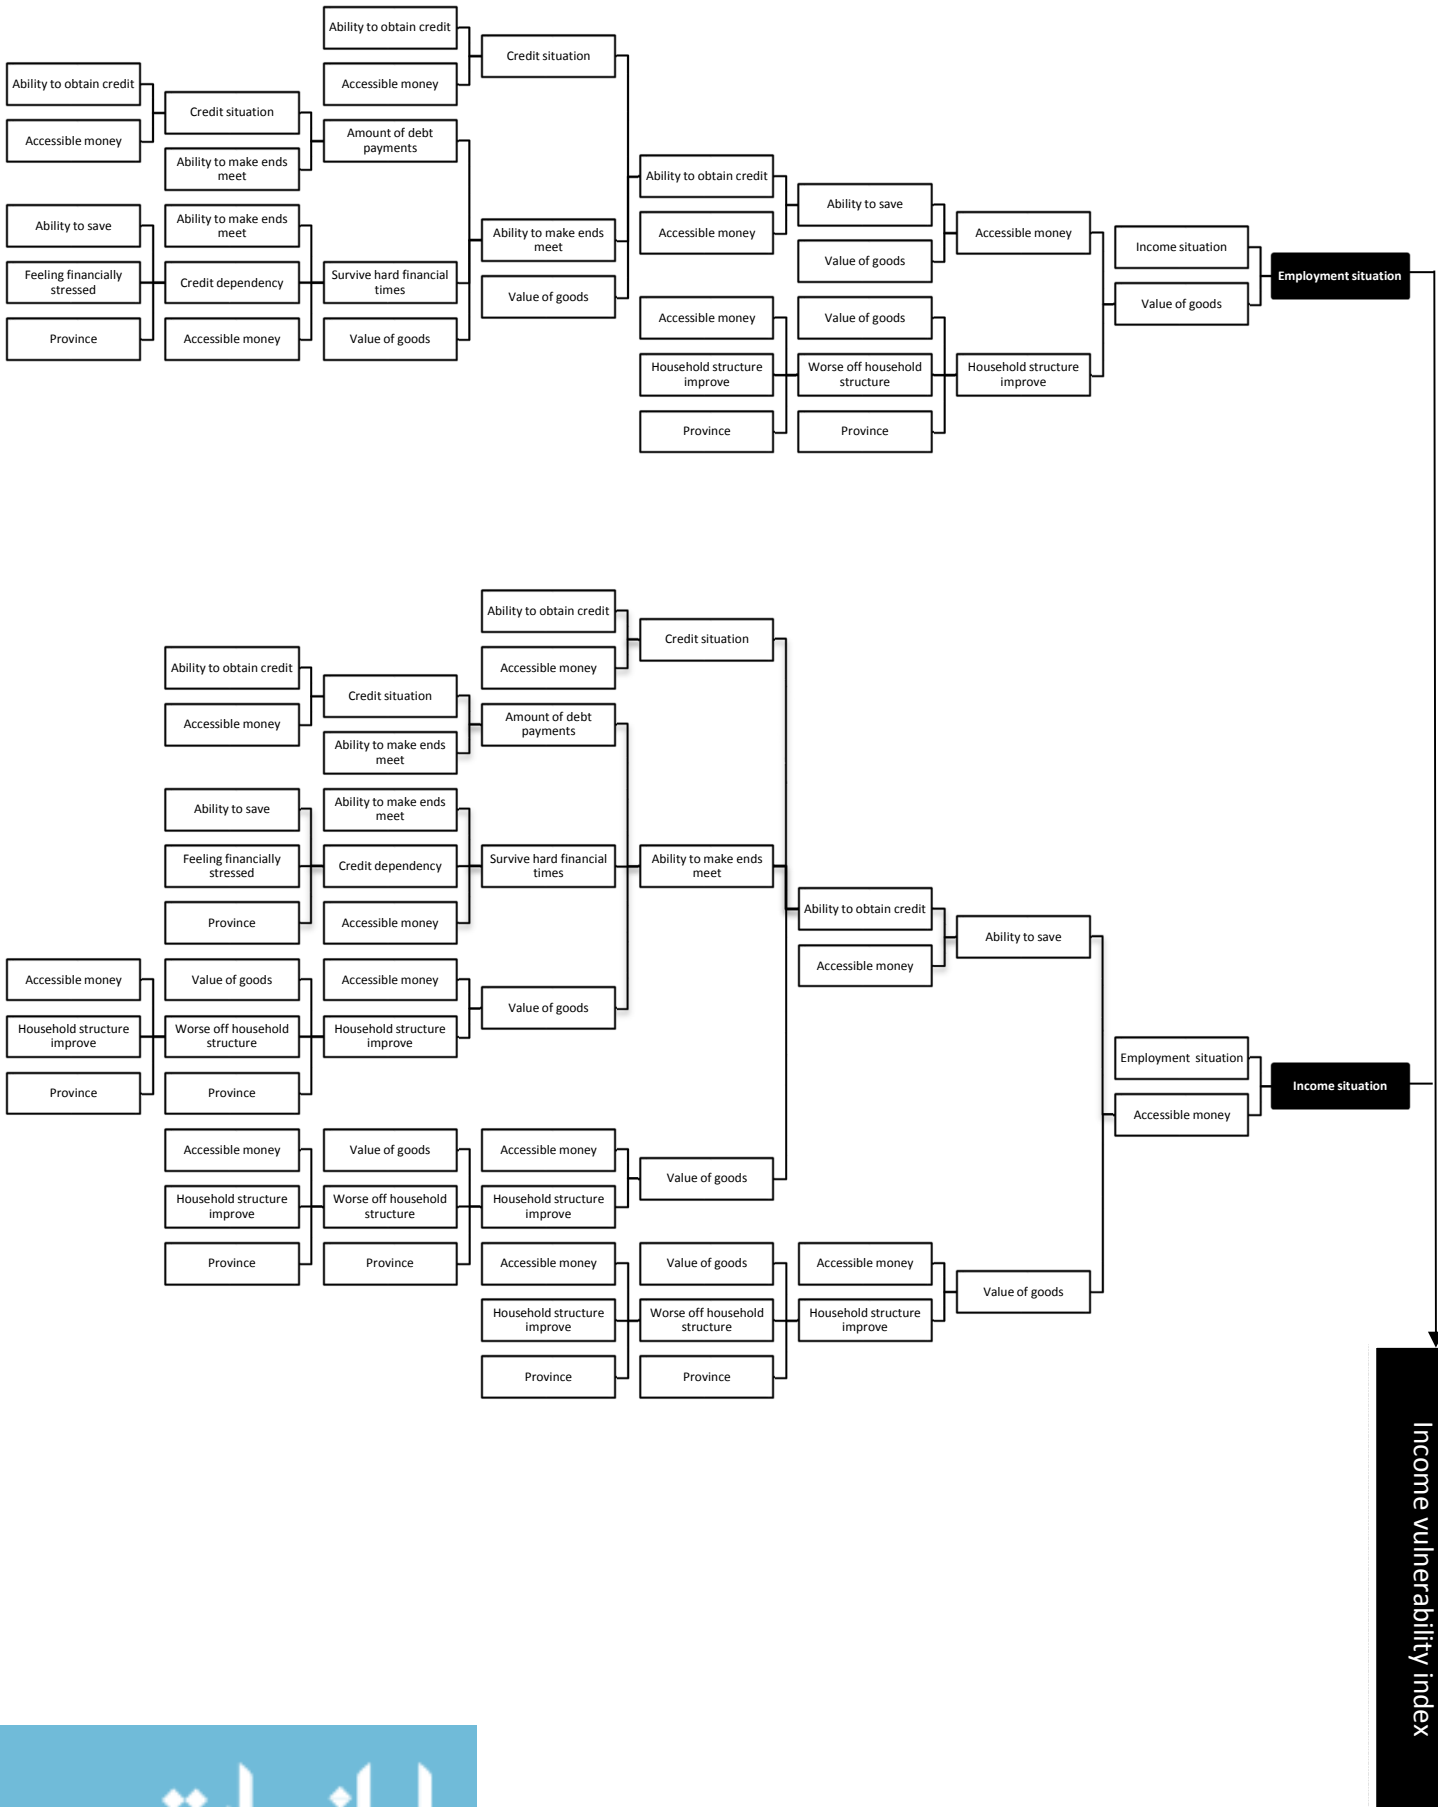 Ability to obtain credit
Credit situation
Accessible money
Ability to obtain credit
Credit situation
Accessible money
Amount of debt
payments
Ability to make ends
meet
Ability to obtain credit
Ability to save
Accessible money
Accessible money
Value of goods
Income situation
Employment situation
Value of goods
Ability to save
Ability to make ends
meet
Ability to make ends
meet
Feeling financially
stressed
Credit dependency
Survive hard financial
times
Value of goods
Province
Accessible money
Value of goods
Accessible money
Value of goods
Household structure
improve
Worse off household
structure
Household structure
improve
Province
Province
Ability to obtain credit
Credit situation
Accessible money
Ability to obtain credit
Credit situation
Accessible money
Amount of debt
payments
Ability to make ends
meet
Ability to save
Ability to make ends
meet
Feeling financially
stressed
Credit dependency
Survive hard financial
times
Ability to make ends
meet
Province
Accessible money
Ability to obtain credit
Ability to save
Accessible money
Accessible money
Value of goods
Accessible money
Value of goods
Household structure
improve
Worse off household
structure
Household structure
improve
Province
Province
Employment situation
Income situation
Accessible money
Accessible money
Value of goods
Accessible money
Value of goods
Household structure
improve
Worse off household
structure
Household structure
improve
Province
Province
Accessible money
Value of goods
Accessible money
Value of goods
Household structure
improve
Worse off household
structure
Household structure
improve
Province
Province
Income vulnerability index